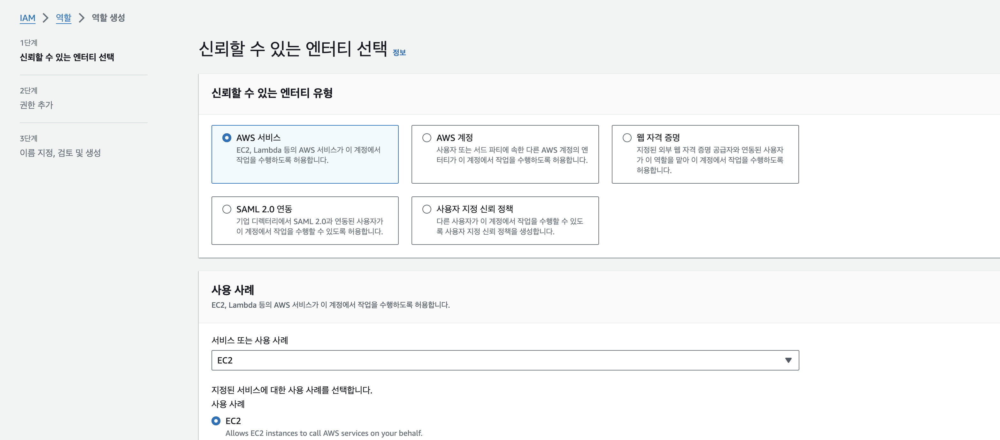 IAM > 역할 > 역할 생성
1단계
신뢰할 수 있는 엔터티 선택
2단계
권한 추가
3단계
이름 지정, 검토 및 생성
신뢰할 수 있는 엔터티 선택 정보
신뢰할 수 있는 엔터티 유형
AWS 서비스
EC2, Lambda 등의 AWS 서비스가 이 계정에서
작업을 수행하도록 허용합니다.
AWS 계정
사용자 또는 서드 파티에 속한 다른 AWS 계정의 엔
터티가 이 계정에서 작업을 수행하도록 허용합니다.
웹 자격 증명
지정된 외부 웹 자격 증명 공급자와 연동된 사용자
가 이 역할을 맡아 이 계정에서 작업을 수행하도록
허용합니다.
SAML 2.0 연동
기업 디렉터리에서 SAML 2.0과 연동된 사용자가
이 계정에서 작업을 수행할 수 있도록 허용합니다.
사용자 지정 신뢰 정책
다른 사용자가 이 계정에서 작업을 수행할 수 있도
록 사용자 지정 신뢰 정책을 생성합니다.
사용 사례
EC2, Lambda 등의 AWS 서비스가 이 계정에서 작업을 수행하도록 허용합니다.
서비스 또는 사용 사례
EC2
지정된 서비스에 대한 사용 사례를 선택합니다.
사용 사례
EC2
Allows EC2 instances to call AWS services on your behalf.